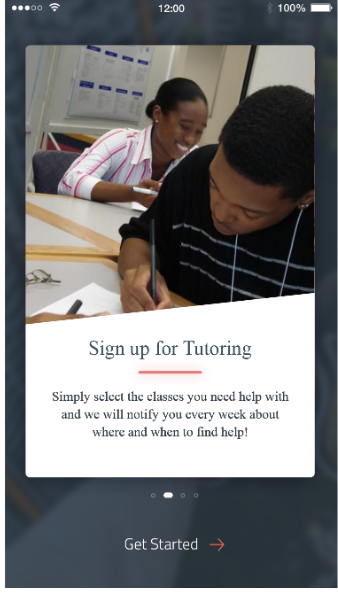 12:00
100%
Sign up for Tutoring
Simply select the classes you need help with
and we will notify you every week about
where and when to find help!
Get Started